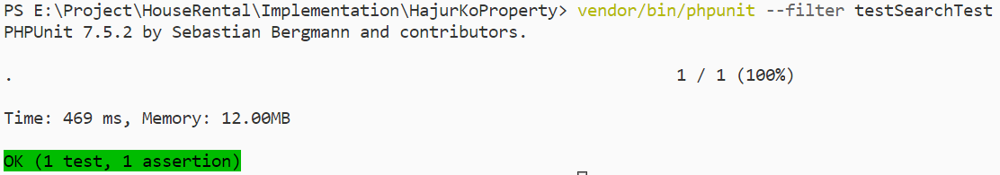 PS E:\Project\HouseRental\Implementation\HajurKoProperty> vendor/bin/phpunit --filter testSearchTest
PHPUnit 7.5.2 by Sebastian Bergmann and contributors.
. 1 / 1 (100%)
Time: 469 ms, Memory: 12.00MB
OK (1 test, 1 assertion)